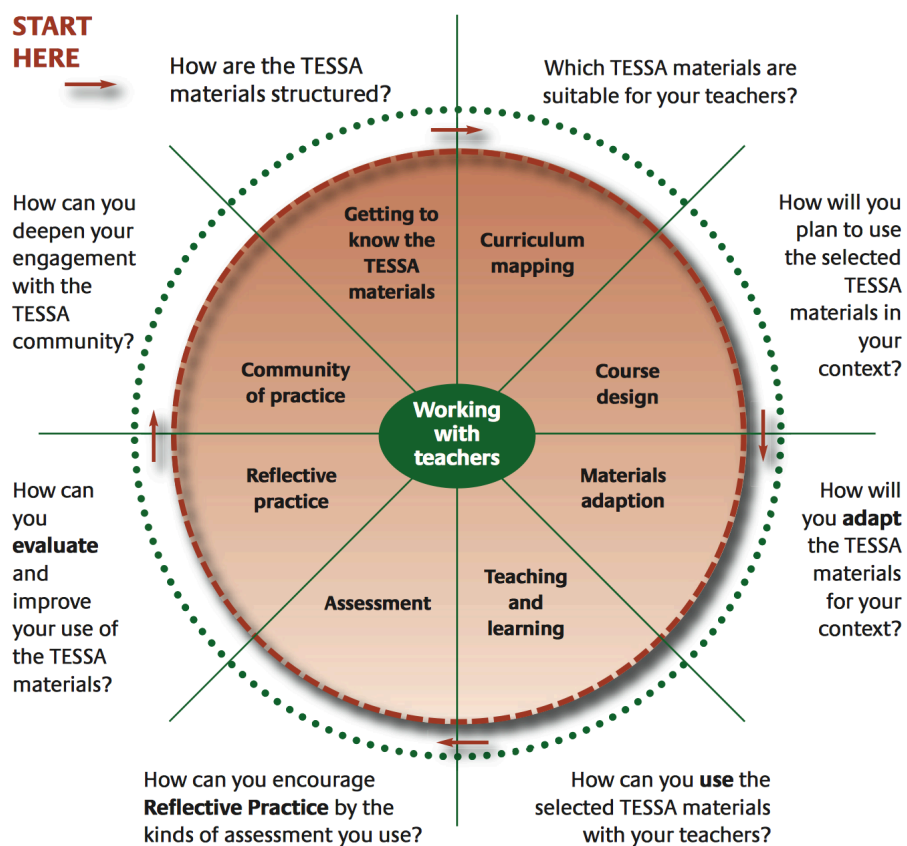 START
HERE
How are the TESSA
materials structured?
Which TESSA materials are
suitable for your teachers?
How will you
plan to use
the selected
TESSA
materials in
your
context?
How will
you adapt
the TESSA
materials
for your
context?
How can you use the
selected TESSA materials
with your teachers?
How can you encourage
Reflective Practice by the
kinds of assessment you use?
How can
you
evaluate
and
improve
your use of
the TESSA
materials?
How can you
deepen your
engagement
with the
TESSA
community?
Getting to
know the
TESSA
materials
Curriculum
mapping
Course
design
Materials
adaption
Teaching
and
learning
Assessment
Reflective
practice
Community
of practice
Working
with
teachers